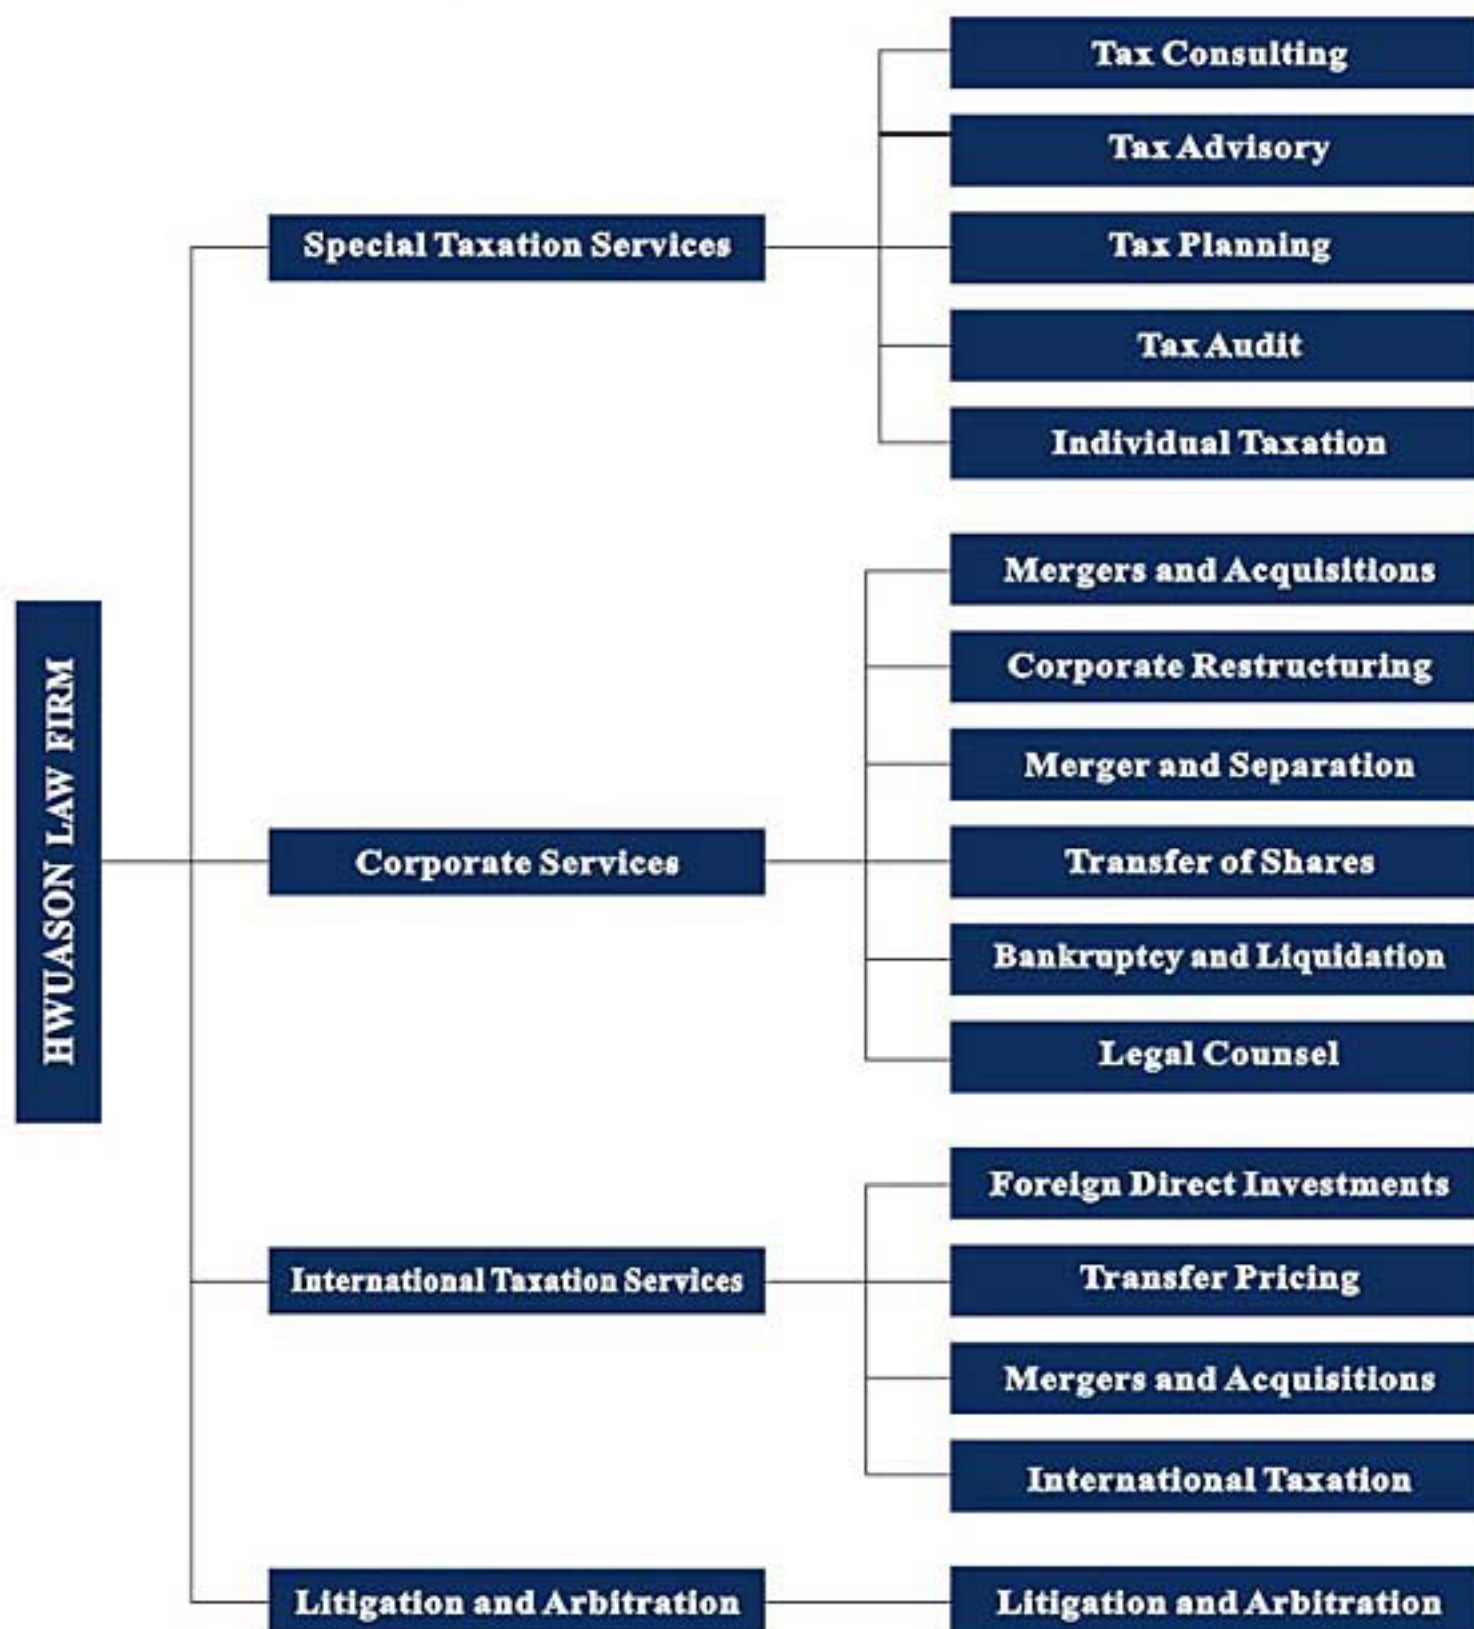 HWUASON LAW FIRM
Special Taxation Services
Tax Consulting
Tax Advisory
Tax Planning
Tax Audit
Individual Taxation
Corporate Services
Mergers and Acquisitions
Corporate Restructuring
Merger and Separation
Transfer of Shares
Bankruptcy and Liquidation
Legal Counsel
International Taxation Services
Foreign Direct Investments
Transfer Pricing
Mergers and Acquisitions
International Taxation
Litigation and Arbitration
Litigation and Arbitration